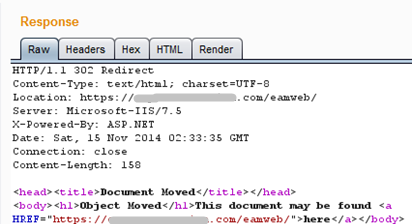 Response
Raw Headers Hex HTML Render
HTTP/1.1 302 Redirect
Content-Type: text/html; charset=UTF-8
Location: https://.com/eamweb/
Server: Microsoft-IIS/7.5
X-Powered-By: ASP.NET
Date: Sat, 15 Nov 2014 02:33:35 GMT
Connection: close
Content-Length: 158
<head><title>Document Moved</title></head>
<body><h1>Object Moved</h1>This document may be found <a
HREF="https://.com/eamweb/">here</a></body>